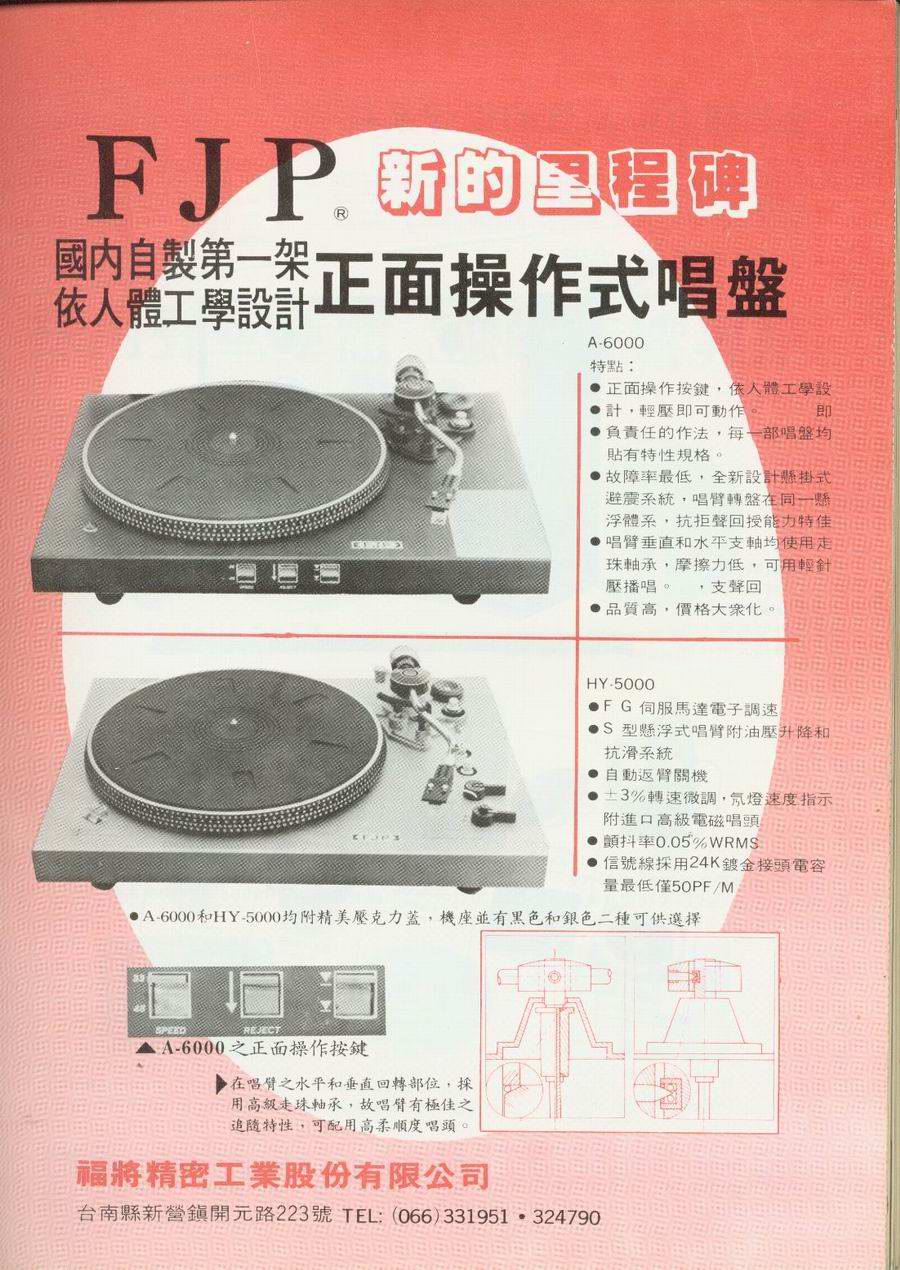 FJP® 新的里程碑
國內自製第一架
依人體工學設計
正面操作式唱盤
A-6000
特點：
●正面操作按鍵，依人體工學設
●計，輕壓即可動作。 即
●負責任的作法，每一部唱盤均
貼有特性規格。
●故障率最低，全新設計懸掛式
避震系統，唱臂轉盤在同一懸
浮體系，抗拒聲回授能力特佳
●唱臂垂直和水平支軸均使用走
珠軸承，摩擦力低，可用輕針
壓播唱。 ，支聲回
●品質高，價格大衆化。
FJP
HY-5000
●FG 伺服馬達電子調速
●S 型懸浮式唱臂附油壓升降和
抗滑系統
●自動返臂關機
●±3%轉速微調，氖燈速度指示
附進口高級電磁唱頭
●顫抖率0.05%WRMS
●信號線採用24K鍍金接頭電容
量最低僅50PF/M
FJP
●A-6000和HY-5000均附精美壓克力蓋，機座並有黑色和銀色二種可供選擇
33
45
SPEED REJECT
▲A-6000之正面操作按鍵
▶在唱臂之水平和垂直回轉部位，採
用高級走珠軸承，故唱臂有極佳之
追隨特性，可配用高柔順度唱頭。
福將精密工業股份有限公司
台南縣新營鎮開元路223號 TEL: (066)331951•324790